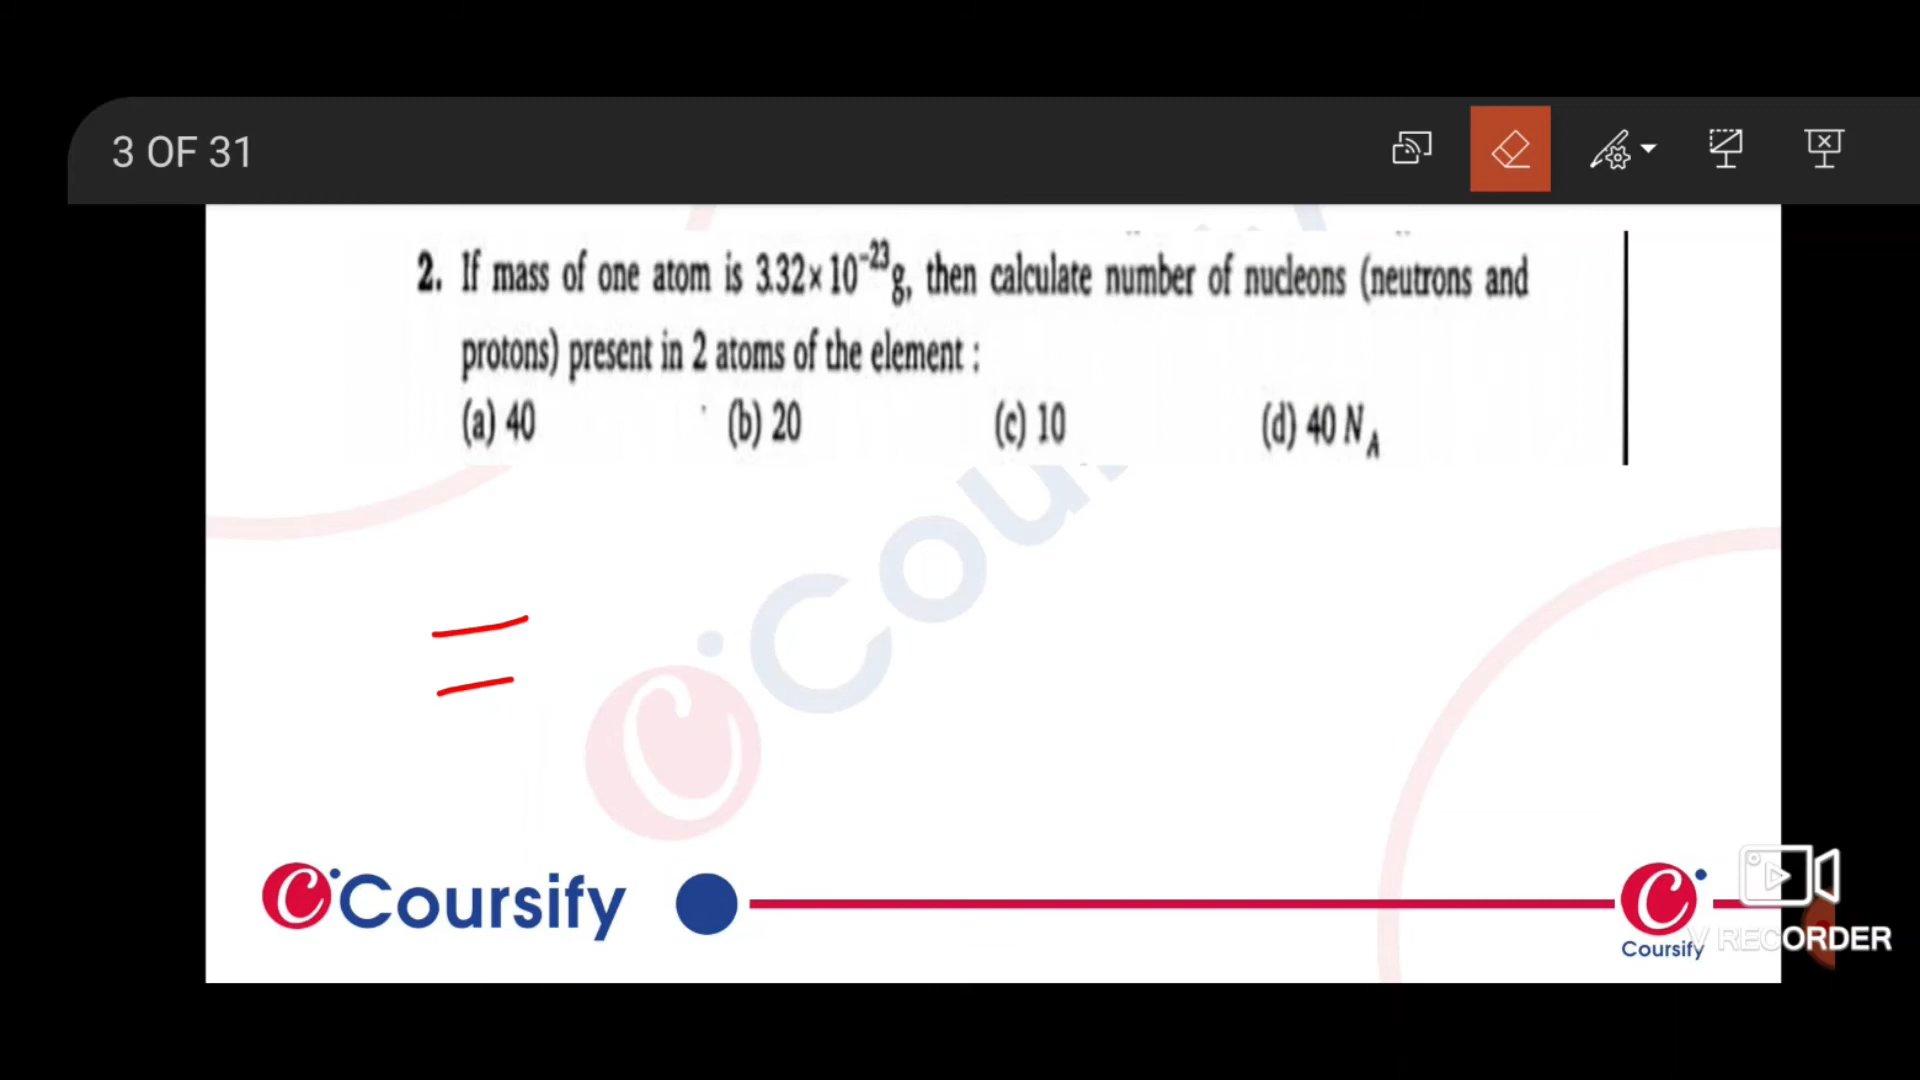 3 OF 31
2. If mass of one atom is 3.32×10⁻²³g, then calculate number of nucleons (neutrons and
protons) present in 2 atoms of the element :
(a) 40 (b) 20 (c) 10 (d) 40 N_A
Cour
Coursify
Coursify
V RECORDER